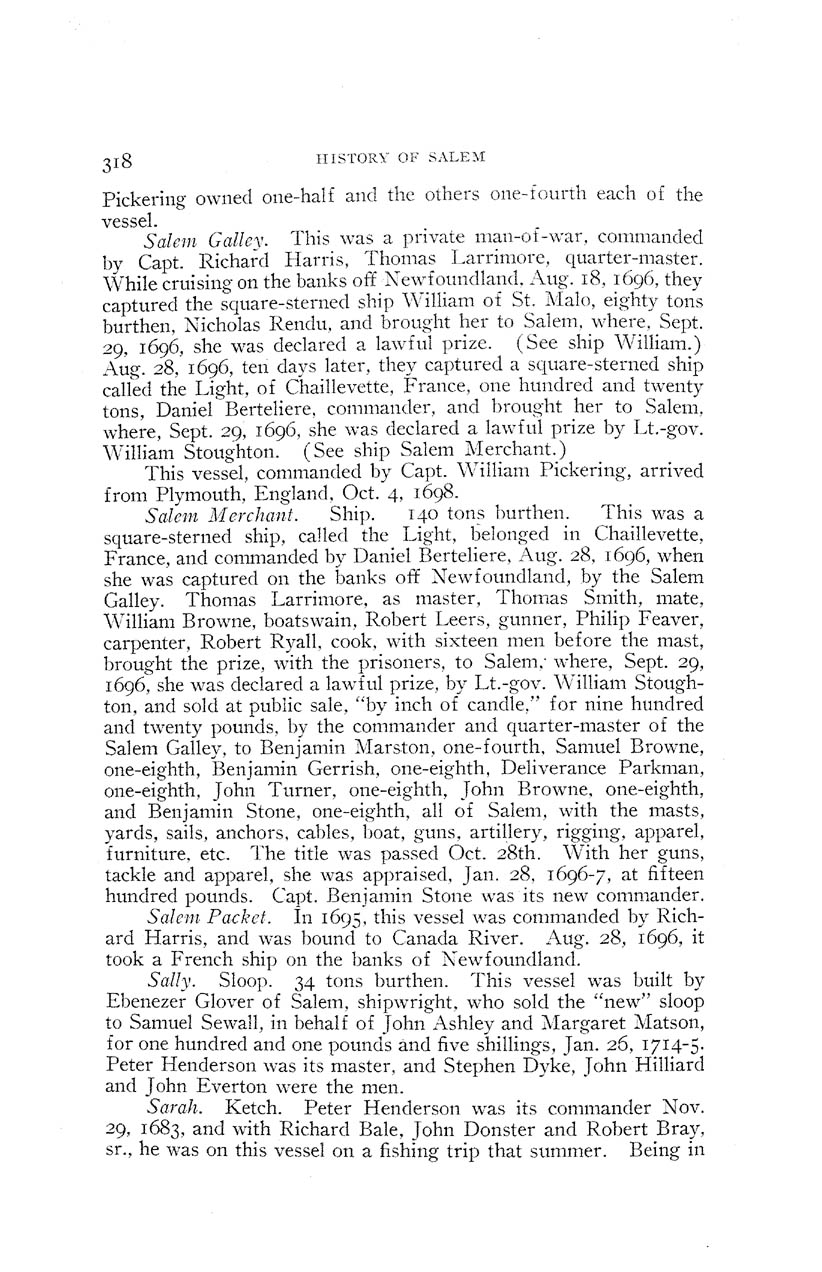 318 HISTORY OF SALEM
Pickering owned one-half and the others one-fourth each of the
vessel.
Salem Galley. This was a private man-of-war, commanded
by Capt. Richard Harris, Thomas Larrimore, quarter-master.
While cruising on the banks off Newfoundland, Aug. 18, 1696, they
captured the square-sterned ship William of St. Malo, eighty tons
burthen, Nicholas Rendu, and brought her to Salem, where, Sept.
29, 1696, she was declared a lawful prize. (See ship William.)
Aug. 28, 1696, ten days later, they captured a square-sterned ship
called the Light, of Chaillevette, France, one hundred and twenty
tons, Daniel Berteliere, commander, and brought her to Salem,
where, Sept. 29, 1696, she was declared a lawful prize by Lt.-gov.
William Stoughton. (See ship Salem Merchant.)
This vessel, commanded by Capt. William Pickering, arrived
from Plymouth, England, Oct. 4, 1698.
Salem Merchant. Ship. 140 tons burthen. This was a
square-sterned ship, called the Light, belonged in Chaillevette,
France, and commanded by Daniel Berteliere, Aug. 28, 1696, when
she was captured on the banks off Newfoundland, by the Salem
Galley. Thomas Larrimore, as master, Thomas Smith, mate,
William Browne, boatswain, Robert Leers, gunner, Philip Feaver,
carpenter, Robert Ryall, cook, with sixteen men before the mast,
brought the prize, with the prisoners, to Salem, where, Sept. 29,
1696, she was declared a lawful prize, by Lt.-gov. William Stough-
ton, and sold at public sale, "by inch of candle," for nine hundred
and twenty pounds, by the commander and quarter-master of the
Salem Galley, to Benjamin Marston, one-fourth, Samuel Browne,
one-eighth, Benjamin Gerrish, one-eighth, Deliverance Parkman,
one-eighth, John Turner, one-eighth, John Browne, one-eighth,
and Benjamin Stone, one-eighth, all of Salem, with the masts,
yards, sails, anchors, cables, boat, guns, artillery, rigging, apparel,
furniture, etc. The title was passed Oct. 28th. With her guns,
tackle and apparel, she was appraised, Jan. 28, 1696-7, at fifteen
hundred pounds. Capt. Benjamin Stone was its new commander.
Salem Packet. In 1695, this vessel was commanded by Rich-
ard Harris, and was bound to Canada River. Aug. 28, 1696, it
took a French ship on the banks of Newfoundland.
Sally. Sloop. 34 tons burthen. This vessel was built by
Ebenezer Glover of Salem, shipwright, who sold the "new" sloop
to Samuel Sewall, in behalf of John Ashley and Margaret Matson,
for one hundred and one pounds and five shillings, Jan. 26, 1714-5.
Peter Henderson was its master, and Stephen Dyke, John Hilliard
and John Everton were the men.
Sarah. Ketch. Peter Henderson was its commander Nov.
29, 1683, and with Richard Bale, John Donster and Robert Bray,
sr., he was on this vessel on a fishing trip that summer. Being in